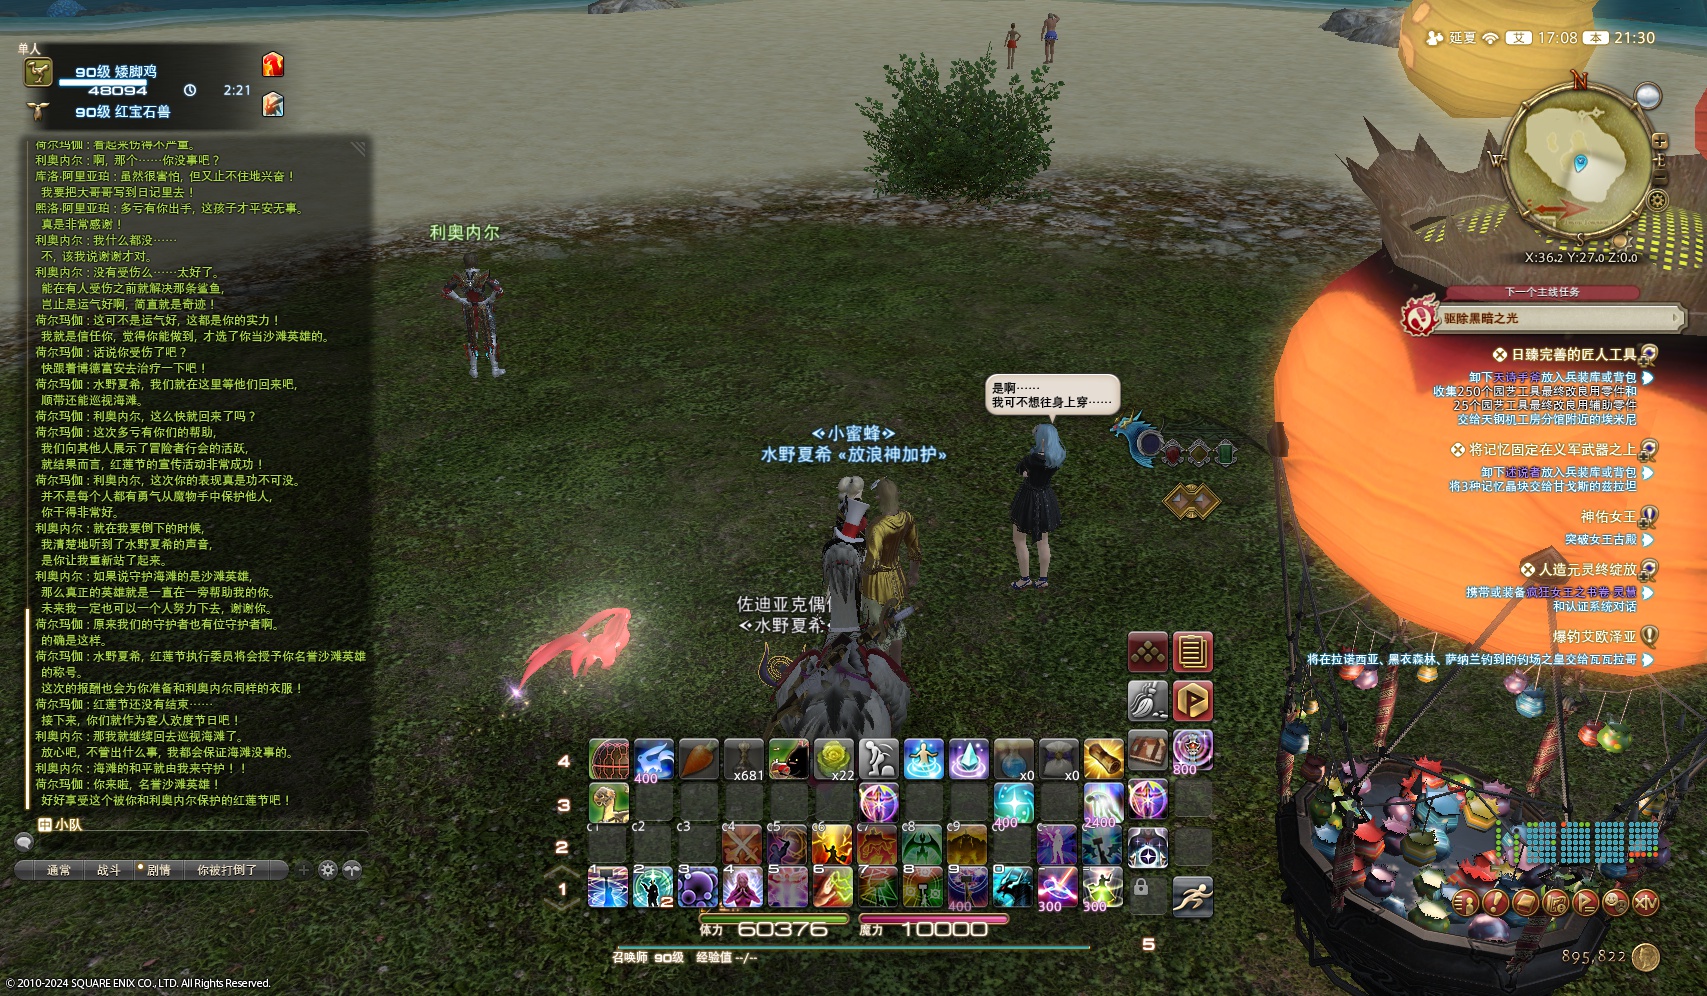 单人
90级 矮脚鸡
48094
2:21
90级 红宝石兽
荷尔玛伽：看起来伤得不严重。
利奥内尔：啊，那个……你没事吧？
库洛·阿里亚珀：虽然很害怕，但又止不住地兴奋！
我要把大哥哥写到日记里去！
熙洛·阿里亚珀：多亏有你出手，这孩子才平安无事。
真是非常感谢！
利奥内尔：我什么都没……
不，该我说谢谢才对。
利奥内尔：没有受伤么……太好了。
能在有人受伤之前就解决那条鲨鱼，
岂止是运气好啊，简直就是奇迹！
荷尔玛伽：这可不是运气好，这都是你的实力！
我就是信任你，觉得你能做到，才选了你当沙滩英雄的。
荷尔玛伽：话说你受伤了吧？
快跟着博德富安去治疗一下吧！
荷尔玛伽：水野夏希，我们就在这里等他们回来吧，
顺带还能巡视海滩。
荷尔玛伽：利奥内尔，这么快就回来了吗？
荷尔玛伽：这次多亏有你们的帮助，
我们向其他人展示了冒险者行会的活跃，
就结果而言，红莲节的宣传活动非常成功！
荷尔玛伽：利奥内尔，这次你的表现真是功不可没。
并不是每个人都有勇气从魔物手中保护他人，
你干得非常好。
利奥内尔：就在我要倒下的时候，
我清楚地听到了水野夏希的声音，
是你让我重新站了起来。
利奥内尔：如果说守护海滩的是沙滩英雄，
那么真正的英雄就是一直在一旁帮助我的你。
未来我一定也可以一个人努力下去，谢谢你。
荷尔玛伽：原来我们的守护者也有位守护者啊。
的确是这样。
荷尔玛伽：水野夏希，红莲节执行委员将会授予你名誉沙滩英雄
的称号。
这次的报酬也会为你准备和利奥内尔同样的衣服！
荷尔玛伽：红莲节还没有结束……
接下来，你们就作为客人欢度节日吧！
利奥内尔：那我就继续回去巡视海滩了。
放心吧，不管出什么事，我都会保证海滩没事的。
利奥内尔：海滩的和平就由我来守护！！
荷尔玛伽：你来啦，名誉沙滩英雄！
好好享受这个被你和利奥内尔保护的红莲节吧！
小队
通常 战斗 剧情 你被打倒了
利奥内尔
是啊……
我可不想往身上穿……
小蜜蜂
水野夏希 «放浪神加护»
佐迪亚克偶
水野夏希
延夏 艾 17:08 本 21:30
N
W
S
X:36.2 Y:27.0 Z:0.0
下一个主线任务
驱除黑暗之光
日臻完善的匠人工具
卸下天诗手斧放入兵装库或背包
收集250个园艺工具最终改良用零件和
25个园艺工具最终改良用辅助零件
交给天钢机工房分馆附近的埃米尼
将记忆固定在义军武器之上
卸下述说者放入兵装库或背包
将3种记忆晶块交给甘戈斯的兹拉坦
神佑女王
突破女王古殿
人造元灵终绽放
携带或装备疯狂女王之书卷·灵慧
和认证系统对话
爆钓艾欧泽亚
将在拉诺西亚、黑衣森林、萨纳兰钓到的钓场之皇交给瓦瓦拉哥
4 400 x681 x22 x0 x0 800
3 400 2400
2 c1 c2 c3 c4 c5 c6 c7 c8 c9
1 1 2 3 4 5 6 7 8 9 0
2 400 300 300
体力 60376 魔力 10000
召唤师 90级 经验值 --/--
5
895,822
© 2010-2024 SQUARE ENIX CO., LTD. All Rights Reserved.